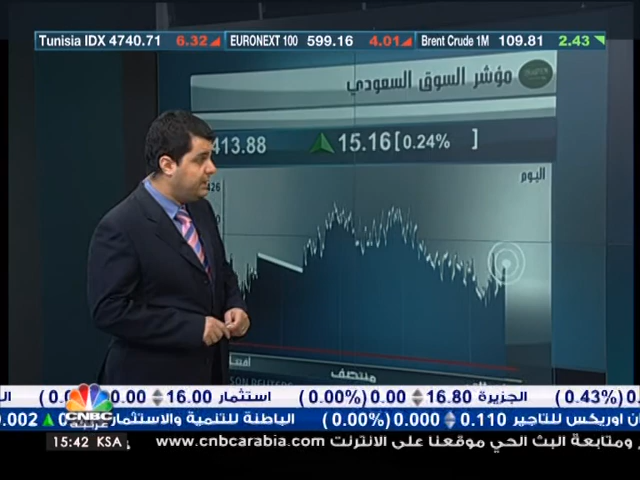 Tunisia IDX 4740.71 6.32 EURONEXT 100 599.16 4.01 Brent Crude 1M 109.81 2.43
مؤشر السوق السعودي
413.88 15.16 [0.24% ]
اليوم
426
0
منتصف
16.80 الجزيرة (0.00%) 0.00 16.00 استثمار (0.43%)
0.110 أوريكس للتاجير (0.00%) 0.000 الباطنة للتنمية والاستثمار 0.002
CNBC
عربية
15:42 KSA ومتابعة البث الحي موقعنا على الانترنت www.cnbcarabia.com